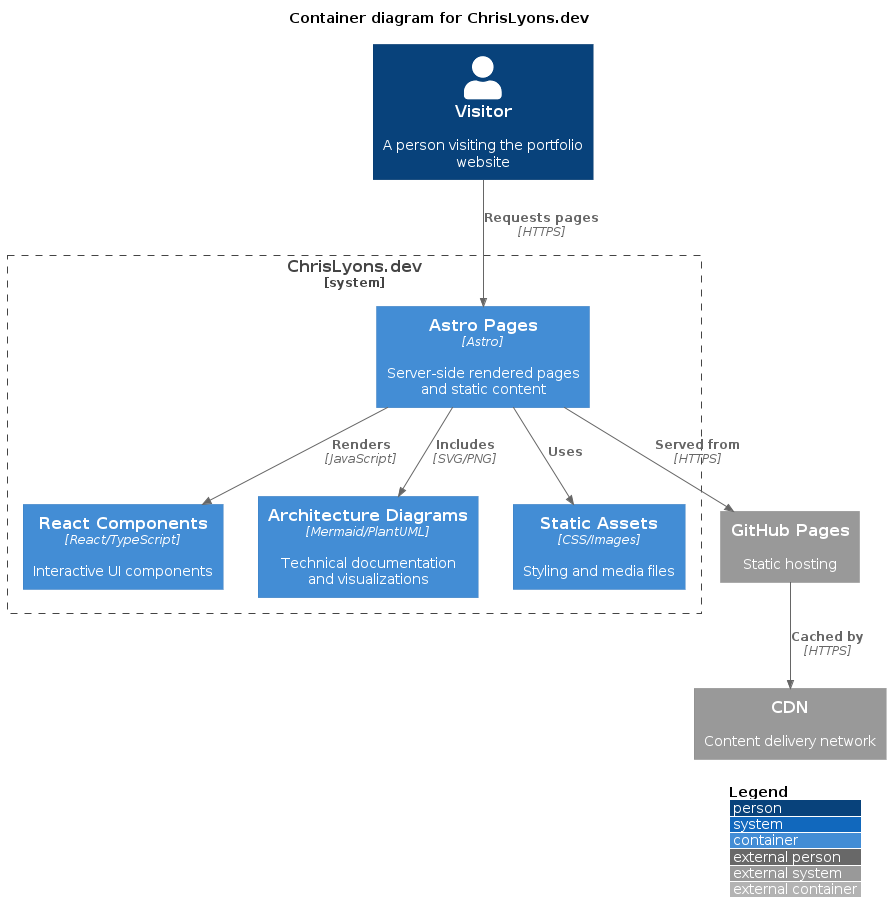 Container diagram for ChrisLyons.dev
Visitor
A person visiting the portfolio
website
Requests pages
[HTTPS]
ChrisLyons.dev
[system]
Astro Pages
[Astro]
Server-side rendered pages
and static content
Renders
[JavaScript]
Includes
[SVG/PNG]
Uses
Served from
[HTTPS]
React Components
[React/TypeScript]
Interactive UI components
Architecture Diagrams
[Mermaid/PlantUML]
Technical documentation
and visualizations
Static Assets
[CSS/Images]
Styling and media files
GitHub Pages
Static hosting
Cached by
[HTTPS]
CDN
Content delivery network
Legend
person
system
container
external person
external system
external container